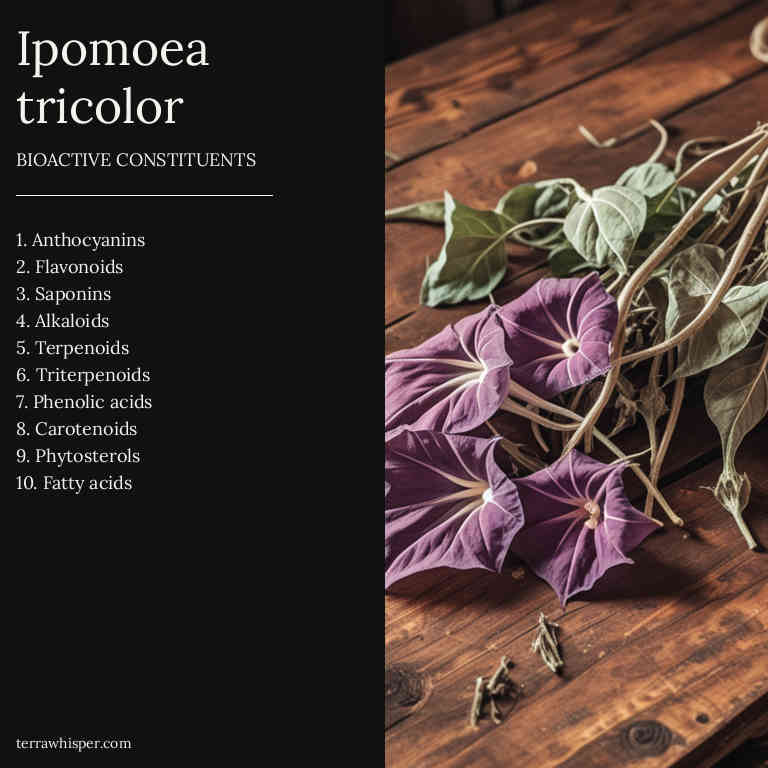 Ipomoea
tricolor
BIOACTIVE CONSTITUENTS
1. Anthocyanins
2. Flavonoids
3. Saponins
4. Alkaloids
5. Terpenoids
6. Triterpenoids
7. Phenolic acids
8. Carotenoids
9. Phytosterols
10. Fatty acids
terrawhisper.com